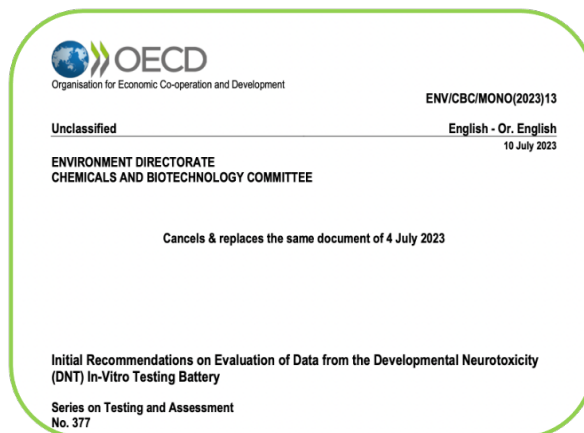 OECD
Organisation for Economic Co-operation and Development
ENV/CBC/MONO(2023)13
Unclassified English - Or. English
10 July 2023
ENVIRONMENT DIRECTORATE
CHEMICALS AND BIOTECHNOLOGY COMMITTEE
Cancels & replaces the same document of 4 July 2023
Initial Recommendations on Evaluation of Data from the Developmental Neurotoxicity
(DNT) In-Vitro Testing Battery
Series on Testing and Assessment
No. 377